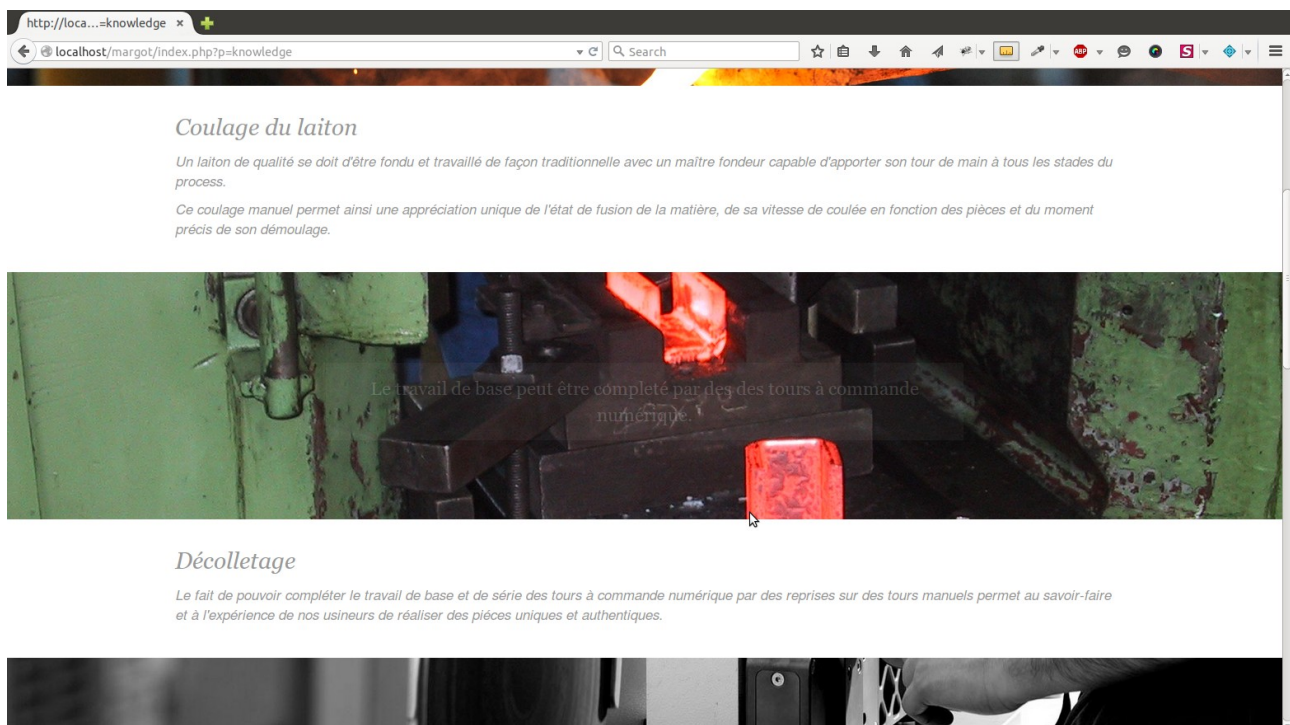 http://loca...=knowledge
localhost/margot/index.php?p=knowledge
Search
ABP
S
Coulage du laiton
Un laiton de qualité se doit d'être fondu et travaillé de façon traditionnelle avec un maître fondeur capable d'apporter son tour de main à tous les stades du
process.
Ce coulage manuel permet ainsi une appréciation unique de l'état de fusion de la matière, de sa vitesse de coulée en fonction des pièces et du moment
précis de son démoulage.
Le travail de base peut être completé par des des tours à commande
numérique.
Décolletage
Le fait de pouvoir compléter le travail de base et de série des tours à commande numérique par des reprises sur des tours manuels permet au savoir-faire
et à l'expérience de nos usineurs de réaliser des piéces uniques et authentiques.